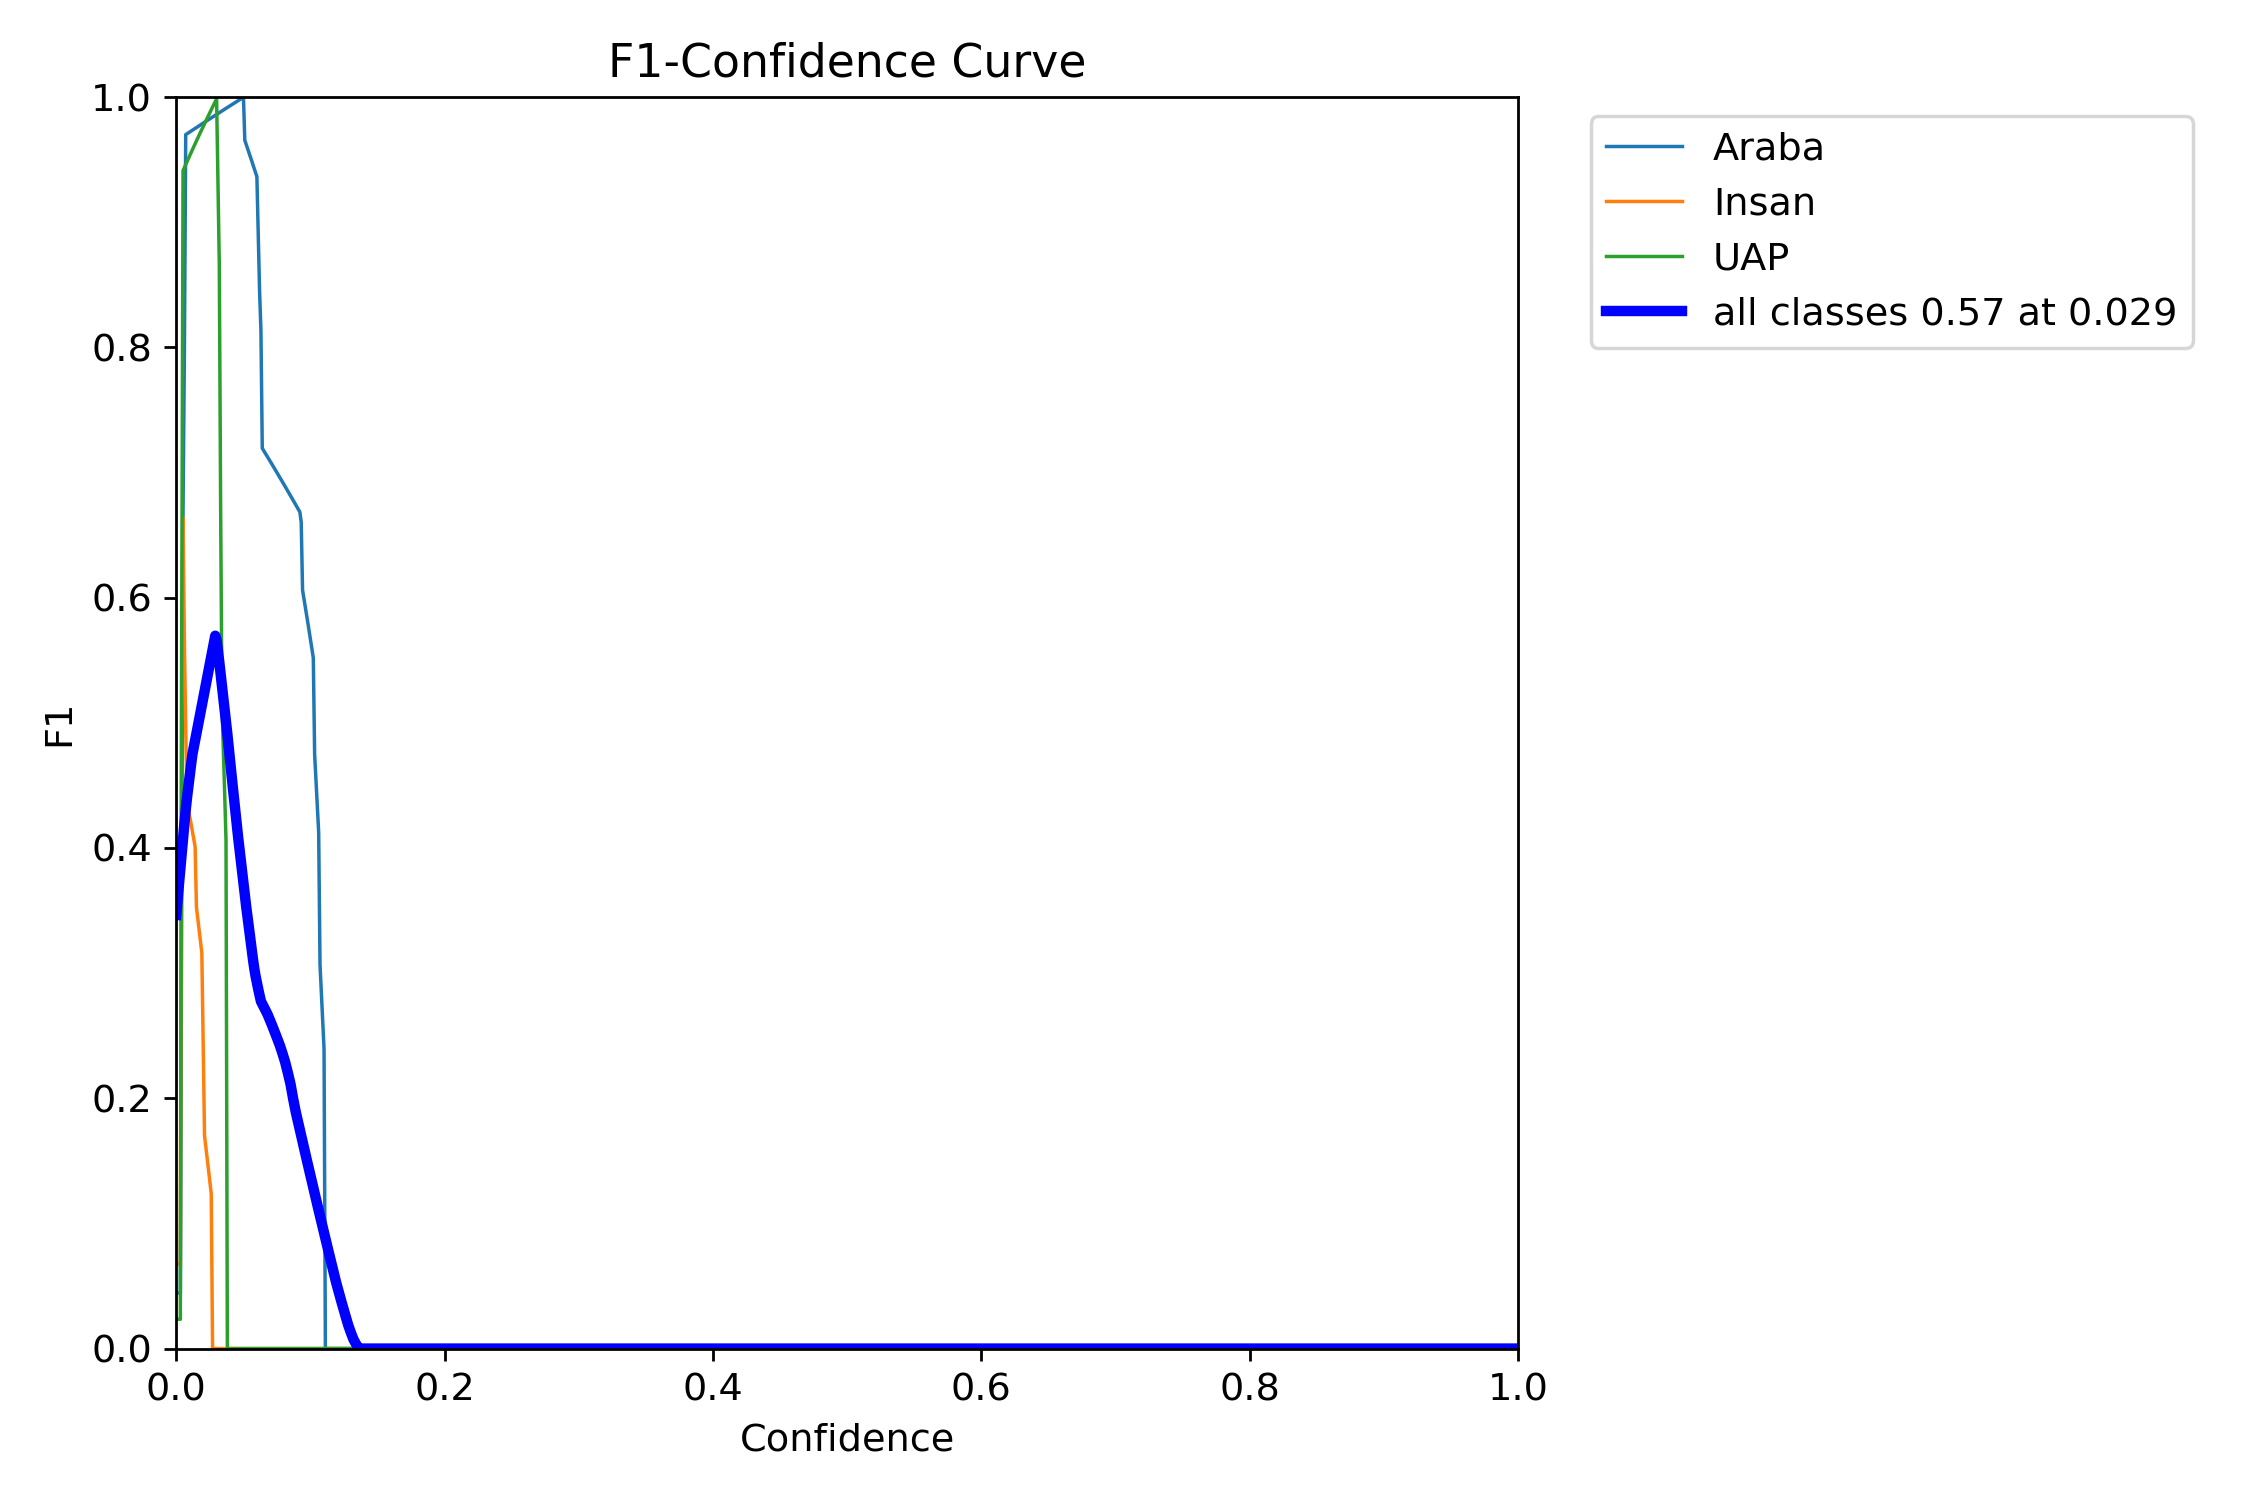 F1-Confidence Curve
1.0
0.8
0.6
0.4
0.2
0.0
F1
0.0 0.2 0.4 0.6 0.8 1.0
Confidence
Araba
Insan
UAP
all classes 0.57 at 0.029